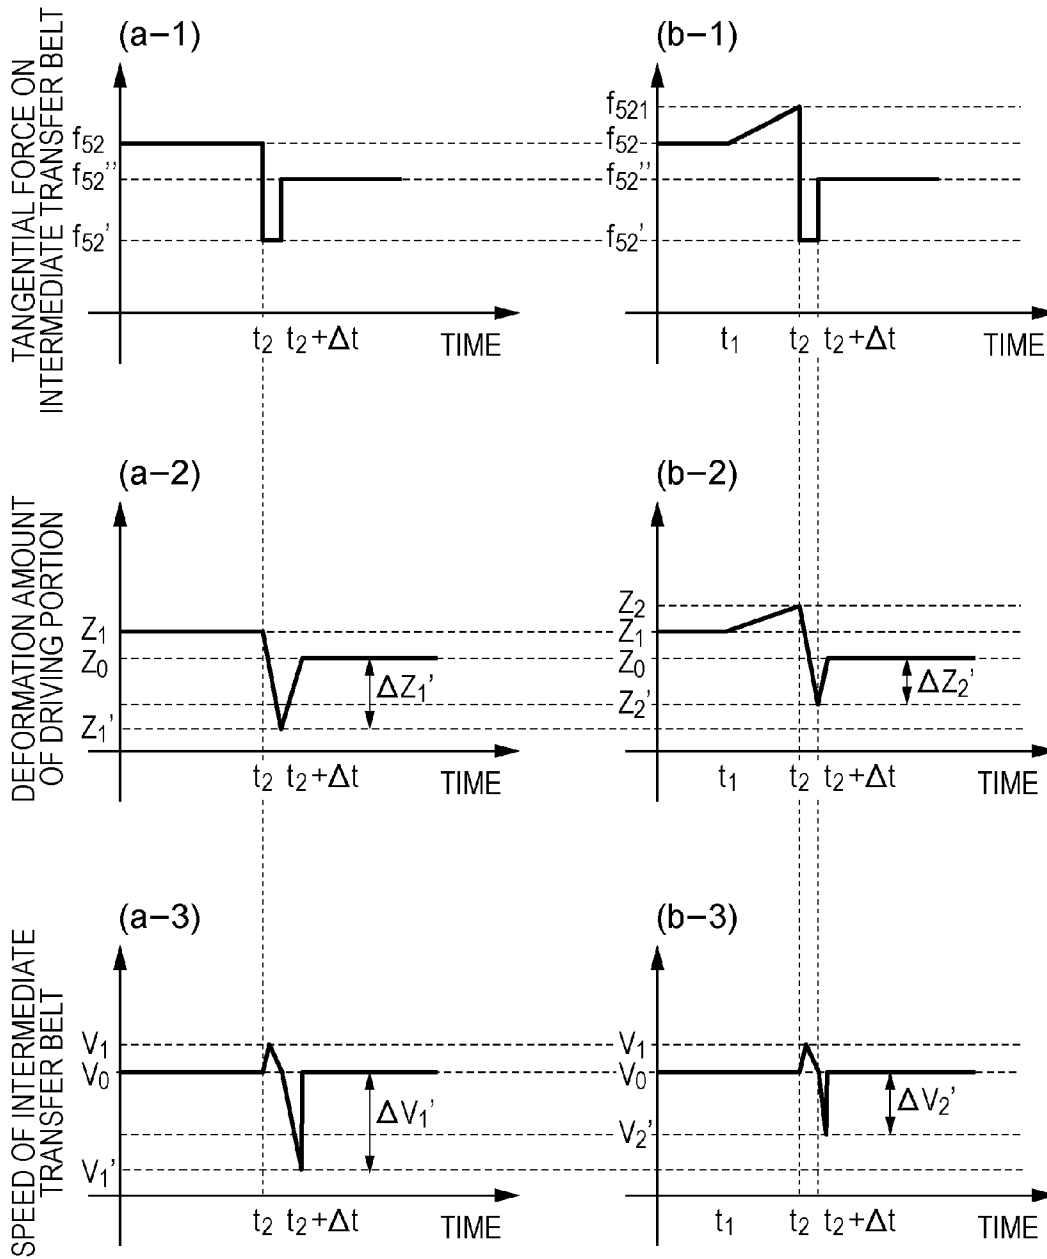 (a-1)
TANGENTIAL FORCE ON
INTERMEDIATE TRANSFER BELT
f52
f52''
f52'
t2
t2+Δt
TIME
(b-1)
f521
f52
f52''
f52'
t1
t2
t2+Δt
TIME
(a-2)
DEFORMATION AMOUNT
OF DRIVING PORTION
Z1
Z0
Z1'
ΔZ1'
t2
t2+Δt
TIME
(b-2)
Z2
Z1
Z0
Z2'
ΔZ2'
t1
t2
t2+Δt
TIME
(a-3)
SPEED OF INTERMEDIATE
TRANSFER BELT
V1
V0
V1'
ΔV1'
t2
t2+Δt
TIME
(b-3)
V1
V0
V2'
ΔV2'
t1
t2
t2+Δt
TIME